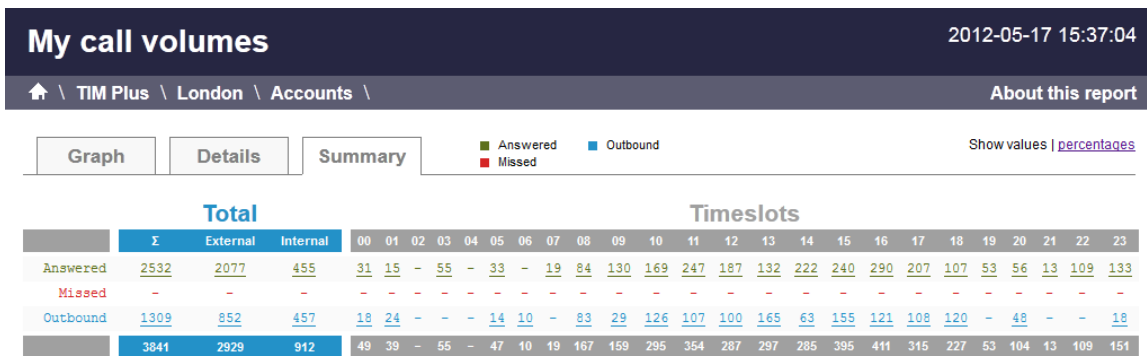 My call volumes 2012-05-17 15:37:04
\ TIM Plus \ London \ Accounts \ About this report
Graph Details Summary Answered Outbound Show values | percentages
Missed
Total Timeslots
Σ External Internal 00 01 02 03 04 05 06 07 08 09 10 11 12 13 14 15 16 17 18 19 20 21 22 23
Answered 2532 2077 455 31 15 - 55 - 33 - 19 84 130 169 247 187 132 222 240 290 207 107 53 56 13 109 133
Missed - - - - - - - - - - - - - - - - - - - - - - - - - - -
Outbound 1309 852 457 18 24 - - - 14 10 - 83 29 126 107 100 165 63 155 121 108 120 - 48 - - 18
3841 2929 912 49 39 - 55 - 47 10 19 167 159 295 354 287 297 285 395 411 315 227 53 104 13 109 151